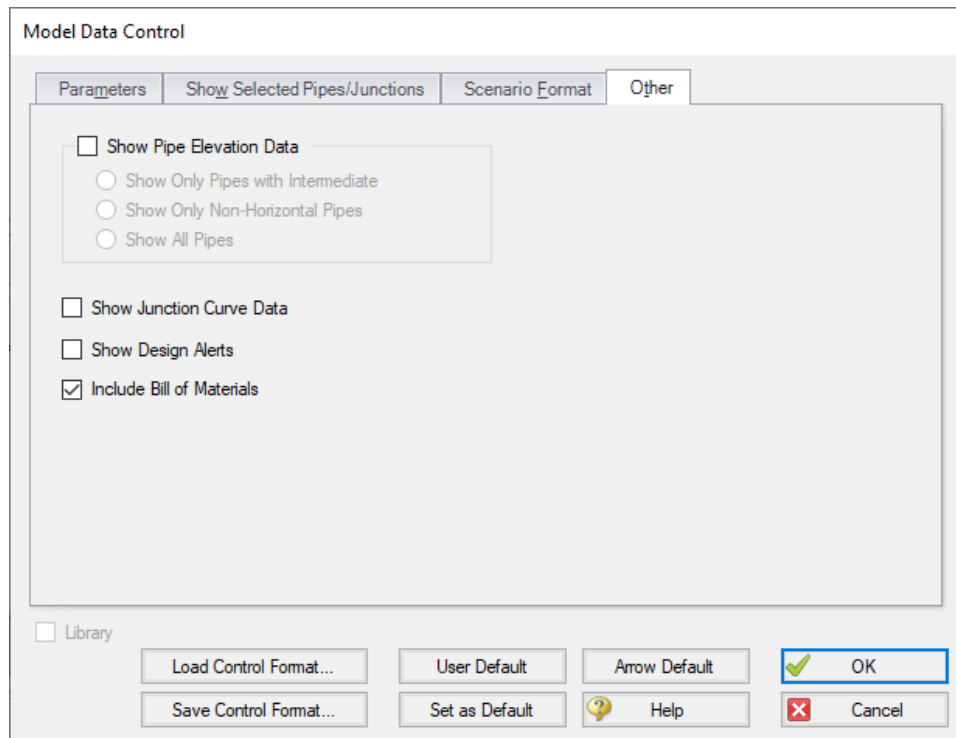 Model Data Control
Parameters Show Selected Pipes/Junctions Scenario Format Other
Show Pipe Elevation Data
Show Only Pipes with Intermediate
Show Only Non-Horizontal Pipes
Show All Pipes
Show Junction Curve Data
Show Design Alerts
Include Bill of Materials
Library
Load Control Format... User Default Arrow Default OK
Save Control Format... Set as Default Help Cancel